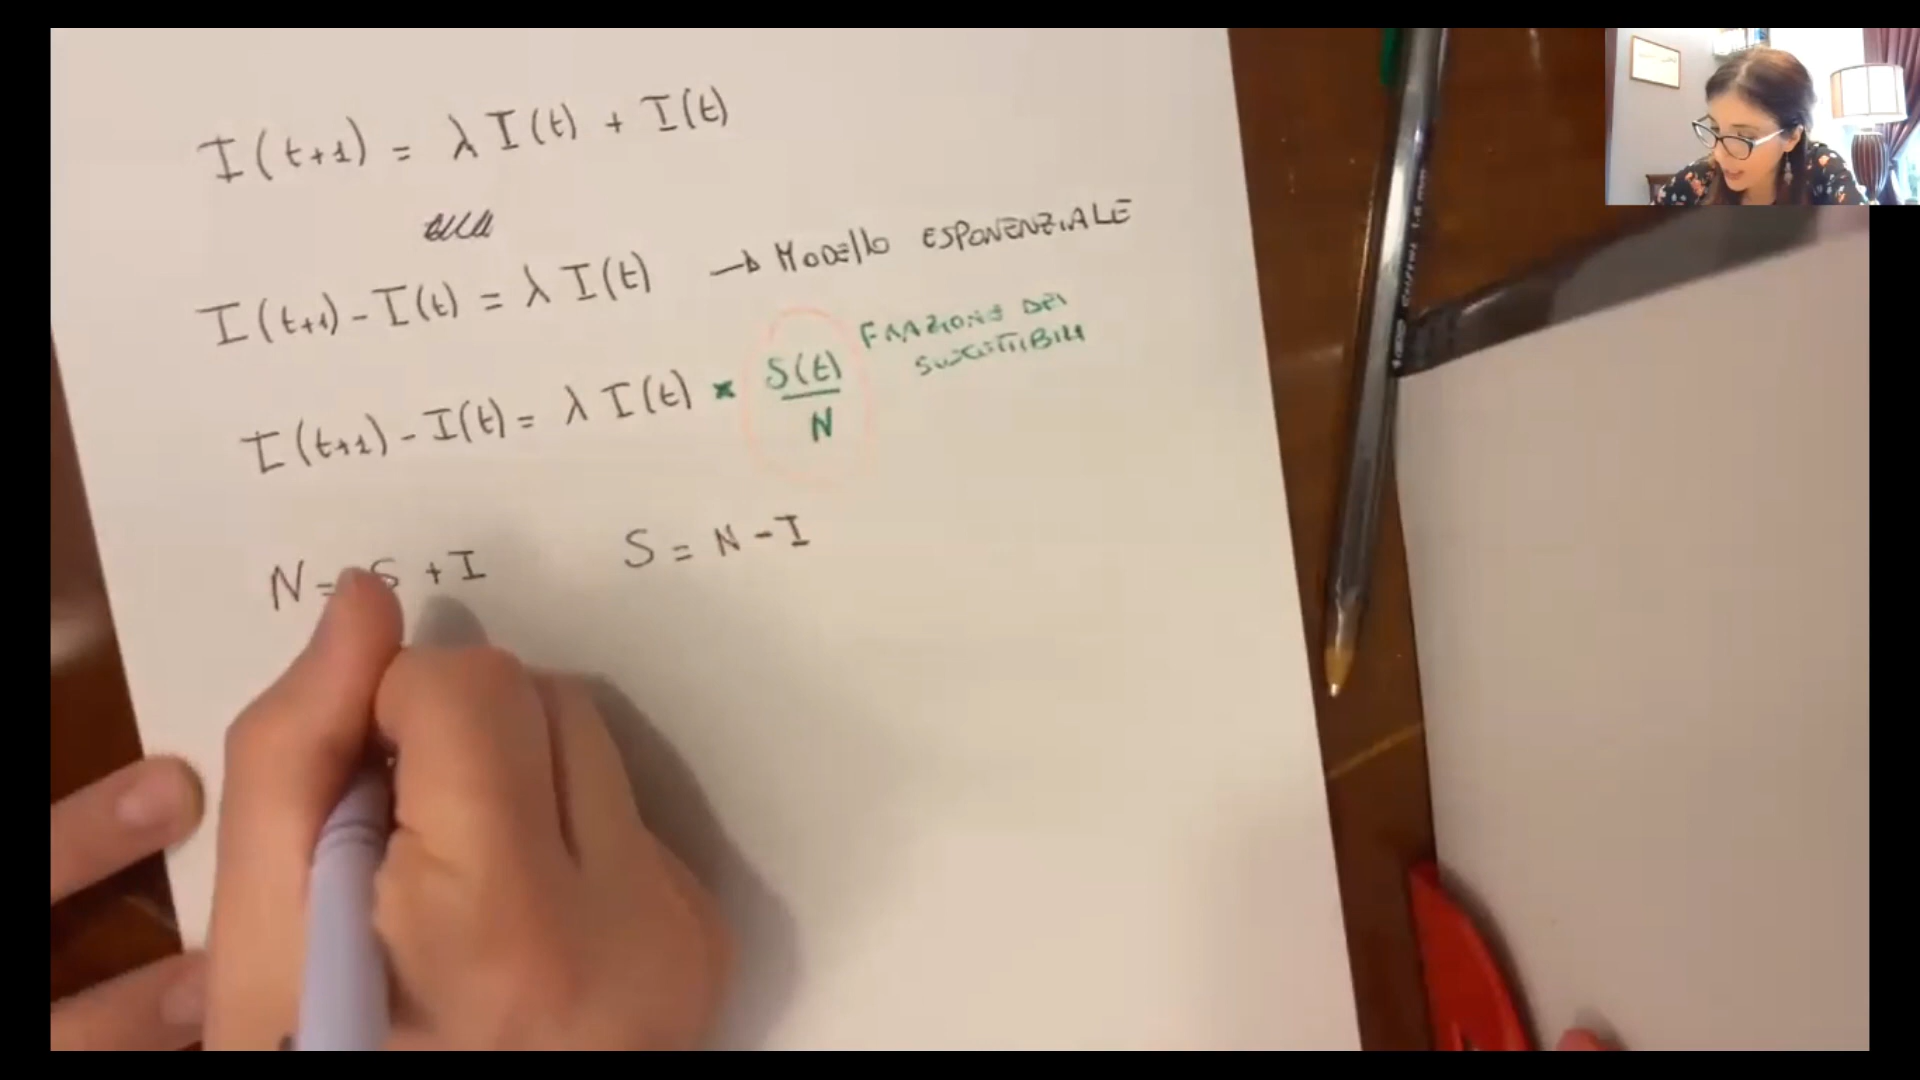 I(t+1) = λ I(t) + I(t)
I(t+1) - I(t) = λ I(t) → Modello ESPONENZIALE
I(t+1) - I(t) = λ I(t) × S(t)/N
FRAZIONE DEI
SUSCETTIBILI
N = S + I S = N - I